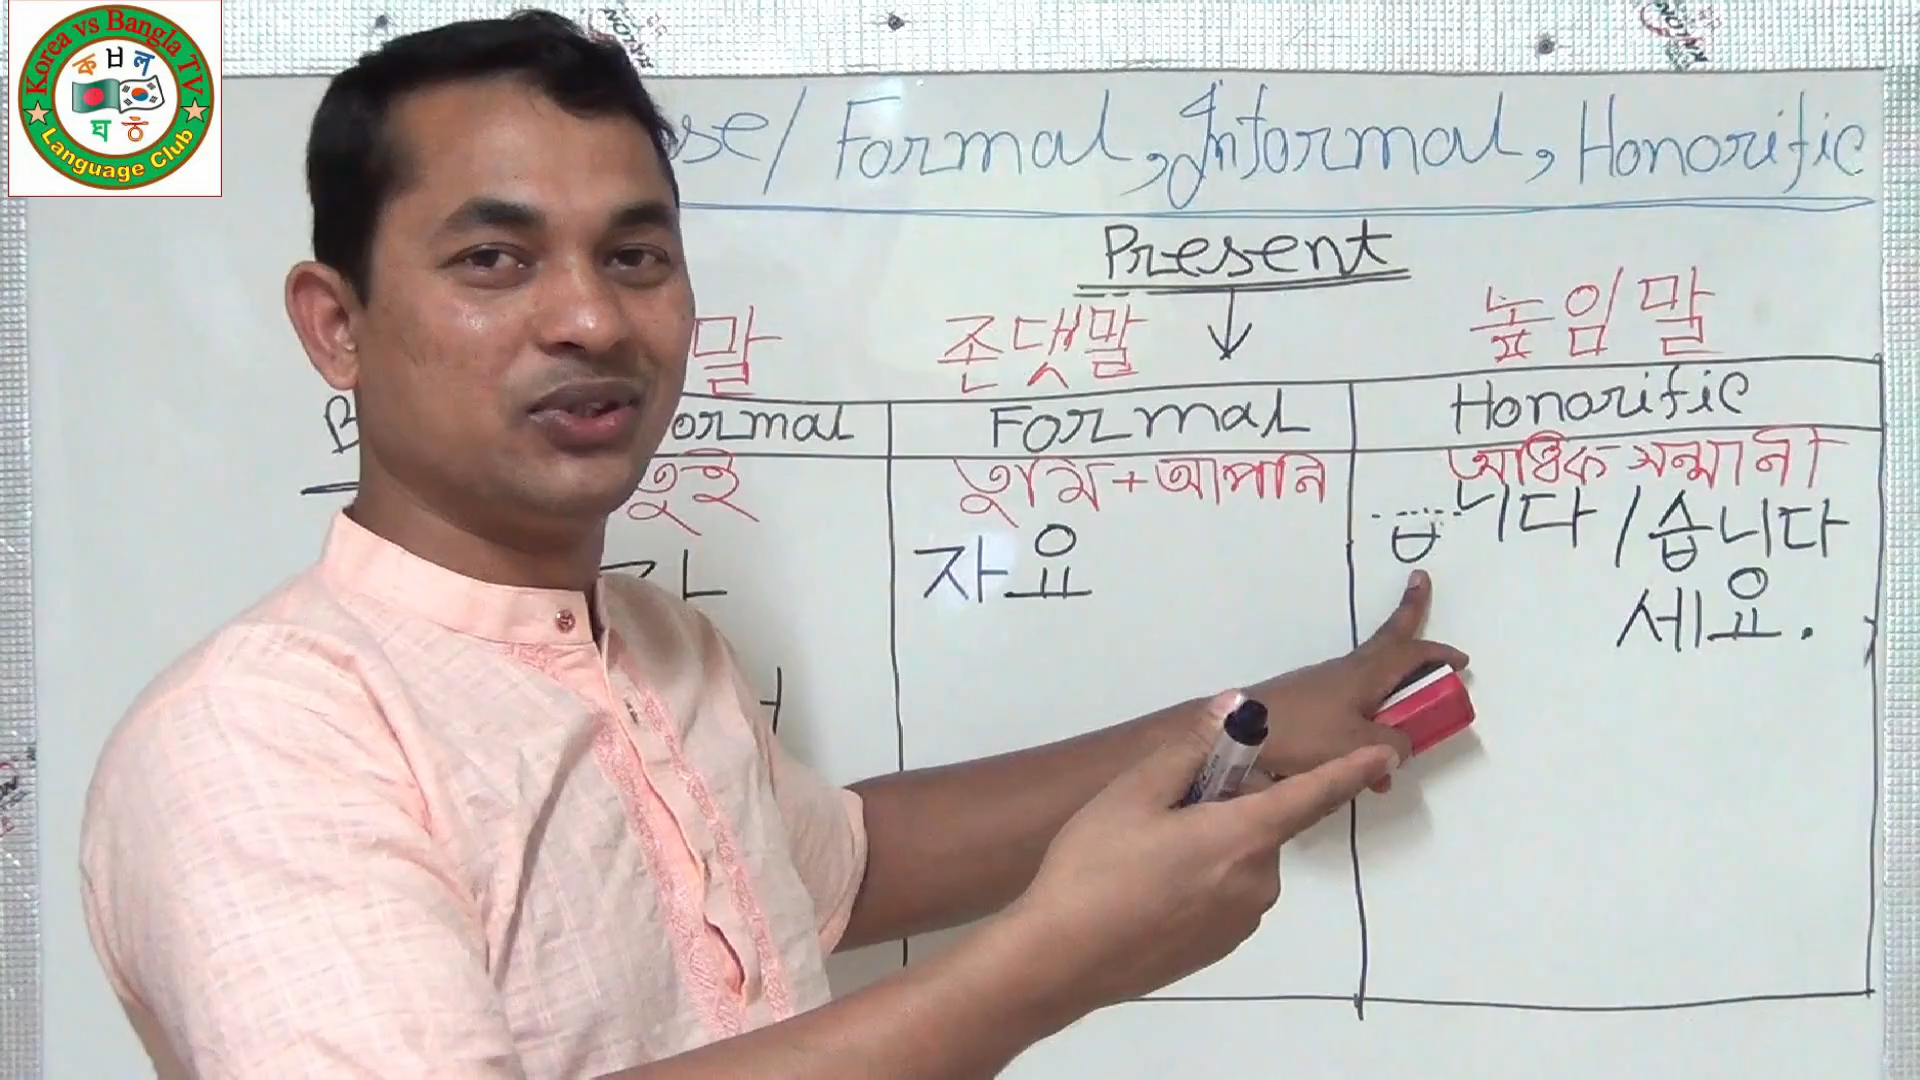 Korea vs Bangla TV
ক ㅂ ল
ঘ ঠ
Language Club
se/ Formal, Informal, Honorific
Present
말 존댓말 높임말
ormal Formal Honorific
তুই তুমি+আপনি অধিক সম্মানী
ㅂ니다/습니다
자요
세요.